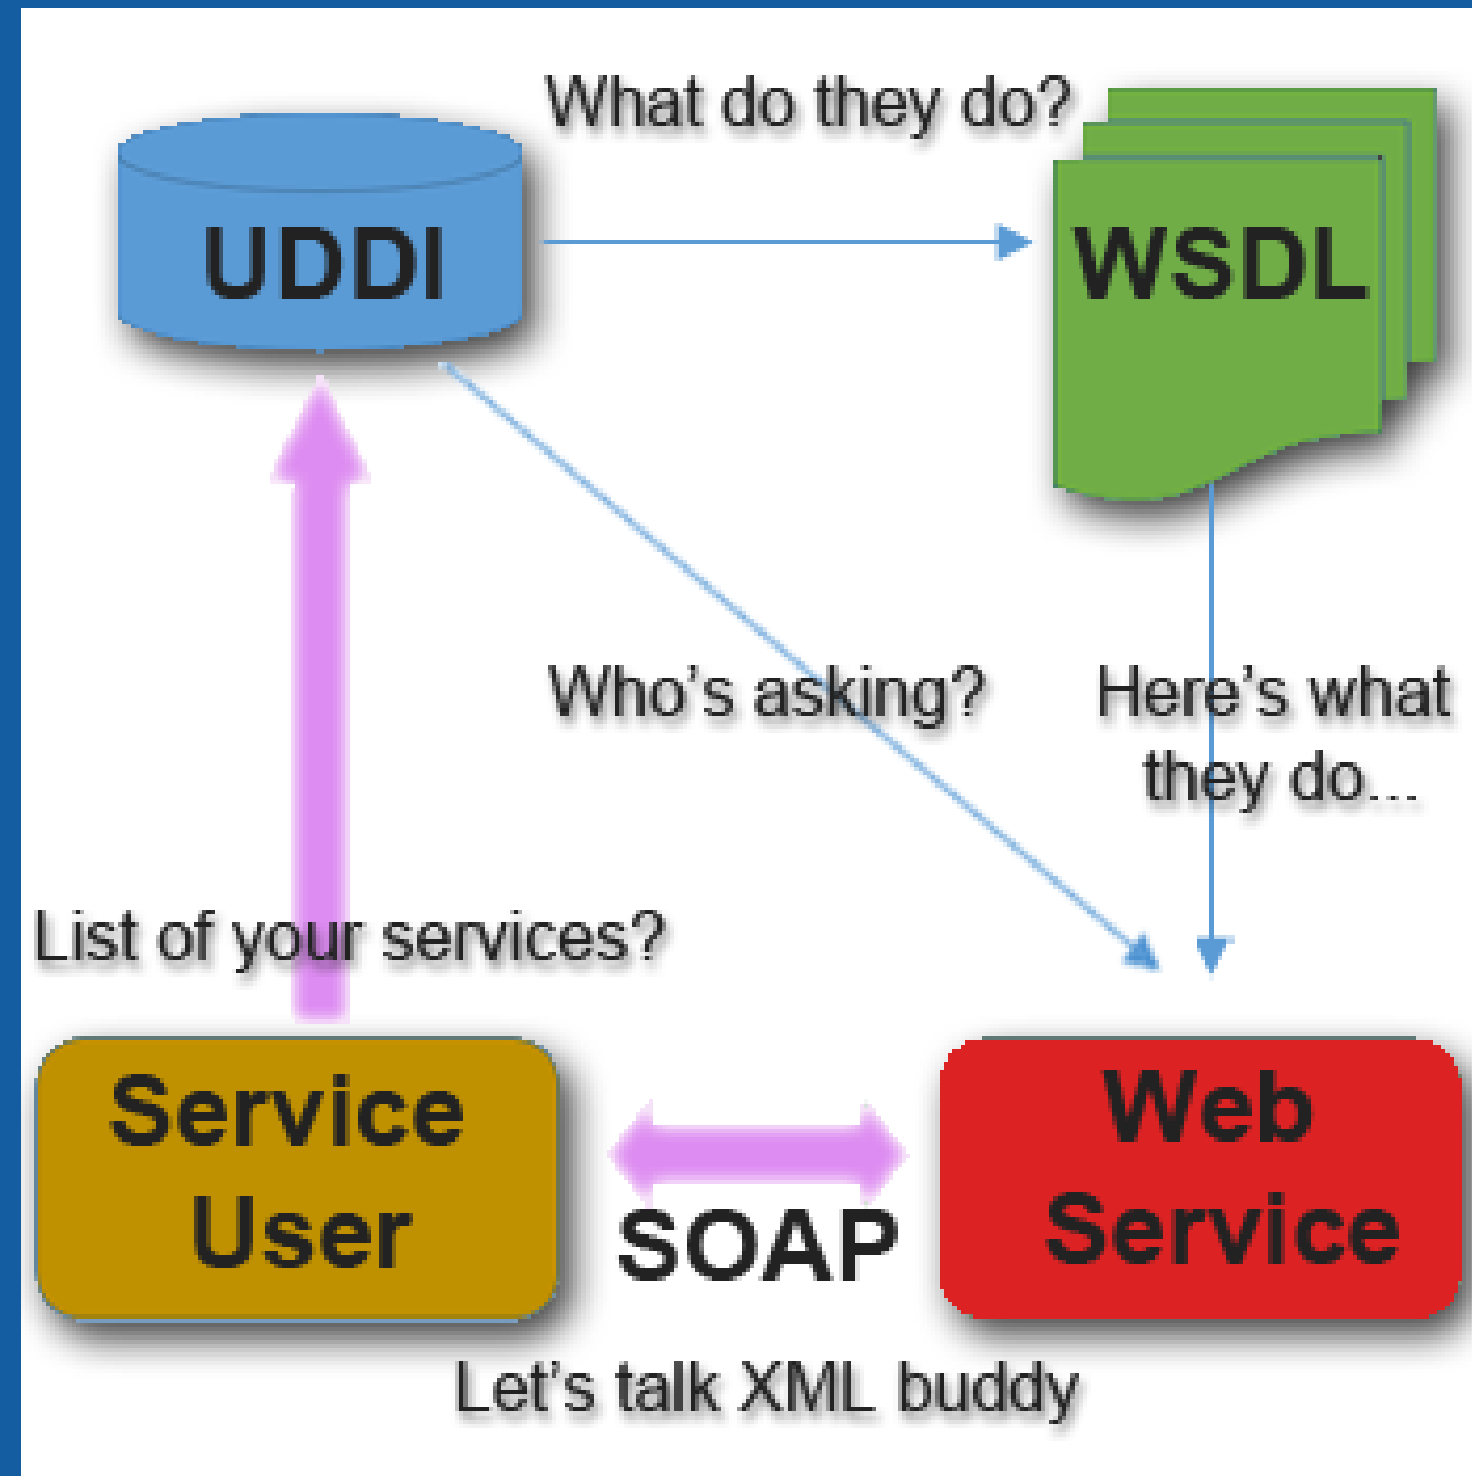 What do they do?
UDDI
WSDL
Who's asking?
Here's what
they do...
List of your services?
Service
User
SOAP
Web
Service
Let's talk XML buddy